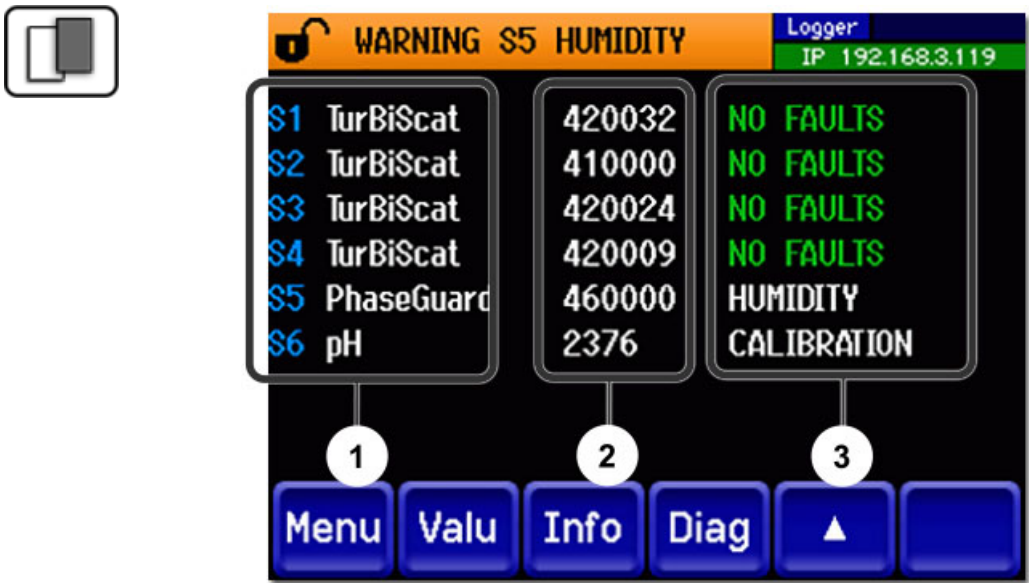 WARNING S5 HUMIDITY
Logger
IP 192.168.3.119
S1 TurBiScat 420032 NO FAULTS
S2 TurBiScat 410000 NO FAULTS
S3 TurBiScat 420024 NO FAULTS
S4 TurBiScat 420009 NO FAULTS
S5 PhaseGuard 460000 HUMIDITY
S6 pH 2376 CALIBRATION
1 2 3
Menu Valu Info Diag ▲